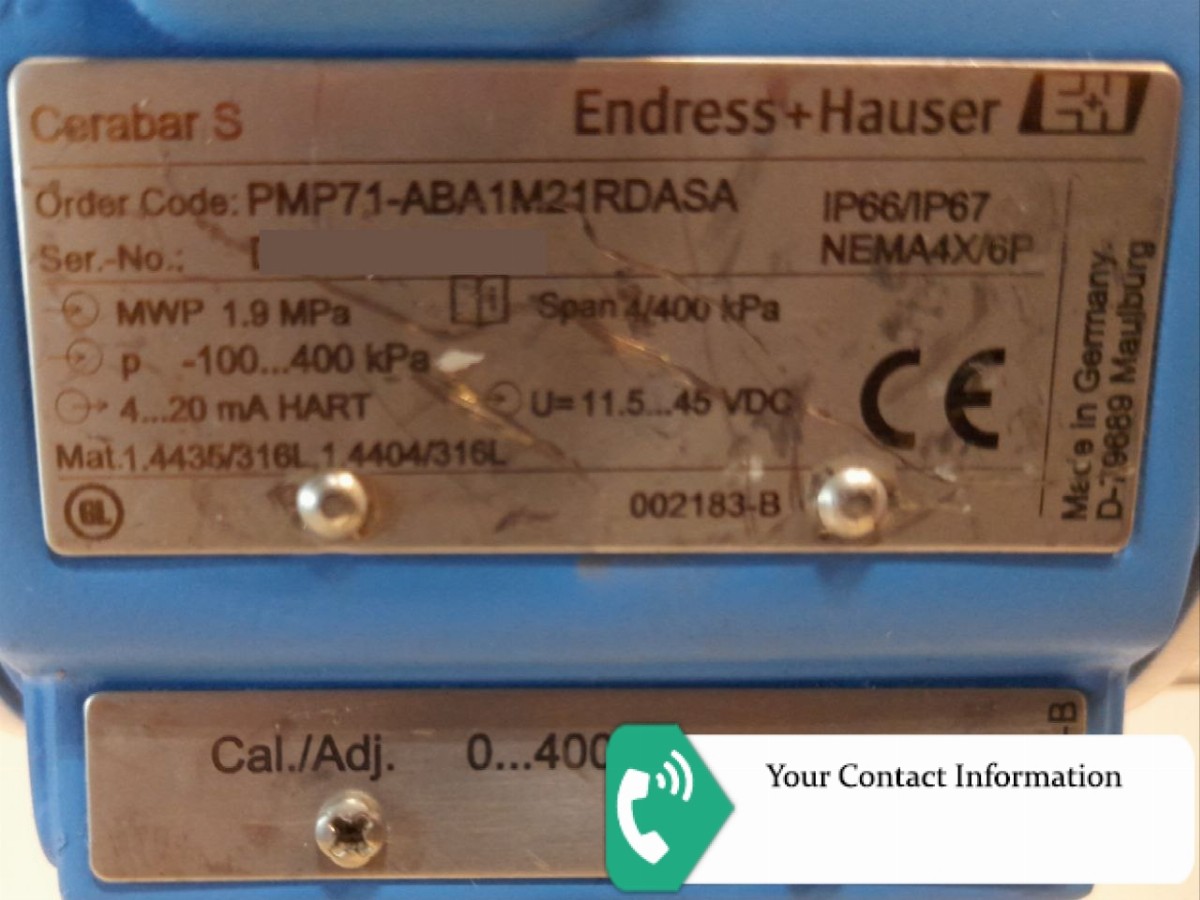 Cerabar S
Endress+Hauser
Order Code: PMP71-ABA1M21RDASA
IP66/IP67
Ser.-No.:
NEMA4X/6P
MWP 1.9 MPa
Span 4/400 kPa
p -100...400 kPa
4...20 mA HART
U= 11.5...45 VDC
Mat.1.4435/316L 1.4404/316L
GL
002183-B
CE
Made in Germany,
D-79689 Maulburg
Cal./Adj. 0...400
-B
Your Contact Information